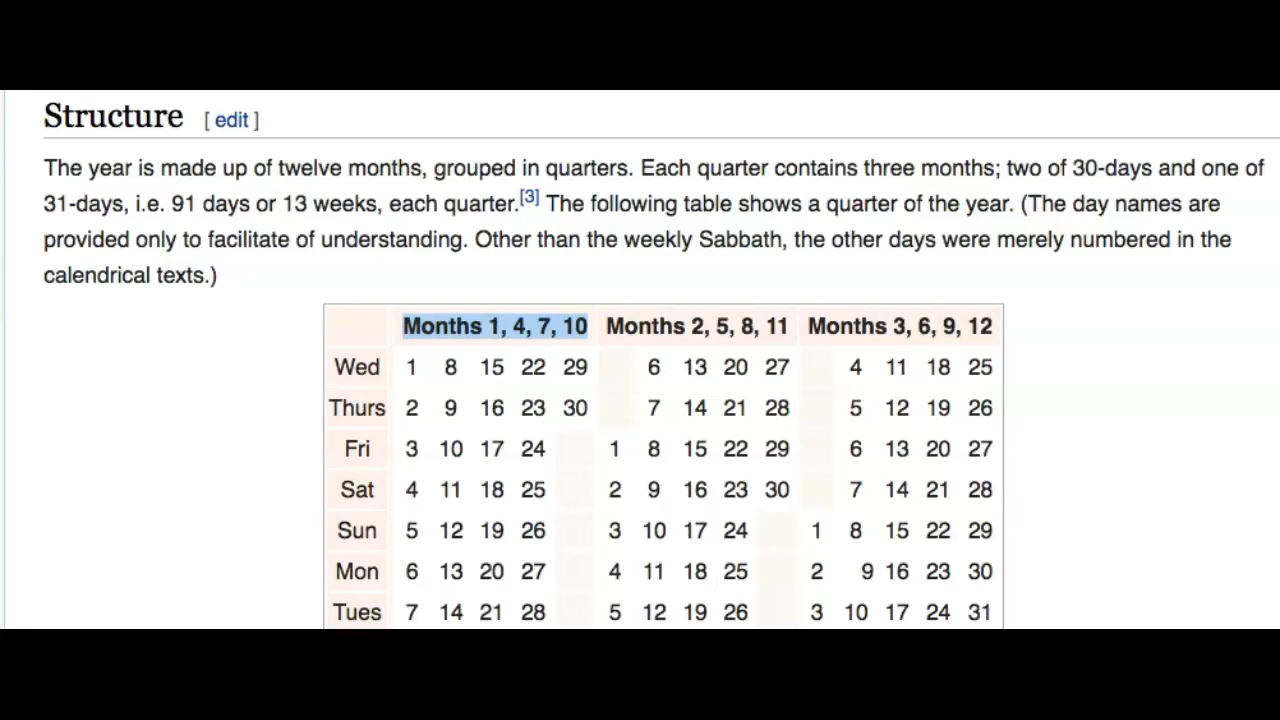 Structure [ edit ]
The year is made up of twelve months, grouped in quarters. Each quarter contains three months; two of 30-days and one of
31-days, i.e. 91 days or 13 weeks, each quarter.[3] The following table shows a quarter of the year. (The day names are
provided only to facilitate of understanding. Other than the weekly Sabbath, the other days were merely numbered in the
calendrical texts.)
Months 1, 4, 7, 10 Months 2, 5, 8, 11 Months 3, 6, 9, 12
Wed 1 8 15 22 29 6 13 20 27 4 11 18 25
Thurs 2 9 16 23 30 7 14 21 28 5 12 19 26
Fri 3 10 17 24 1 8 15 22 29 6 13 20 27
Sat 4 11 18 25 2 9 16 23 30 7 14 21 28
Sun 5 12 19 26 3 10 17 24 1 8 15 22 29
Mon 6 13 20 27 4 11 18 25 2 9 16 23 30
Tues 7 14 21 28 5 12 19 26 3 10 17 24 31